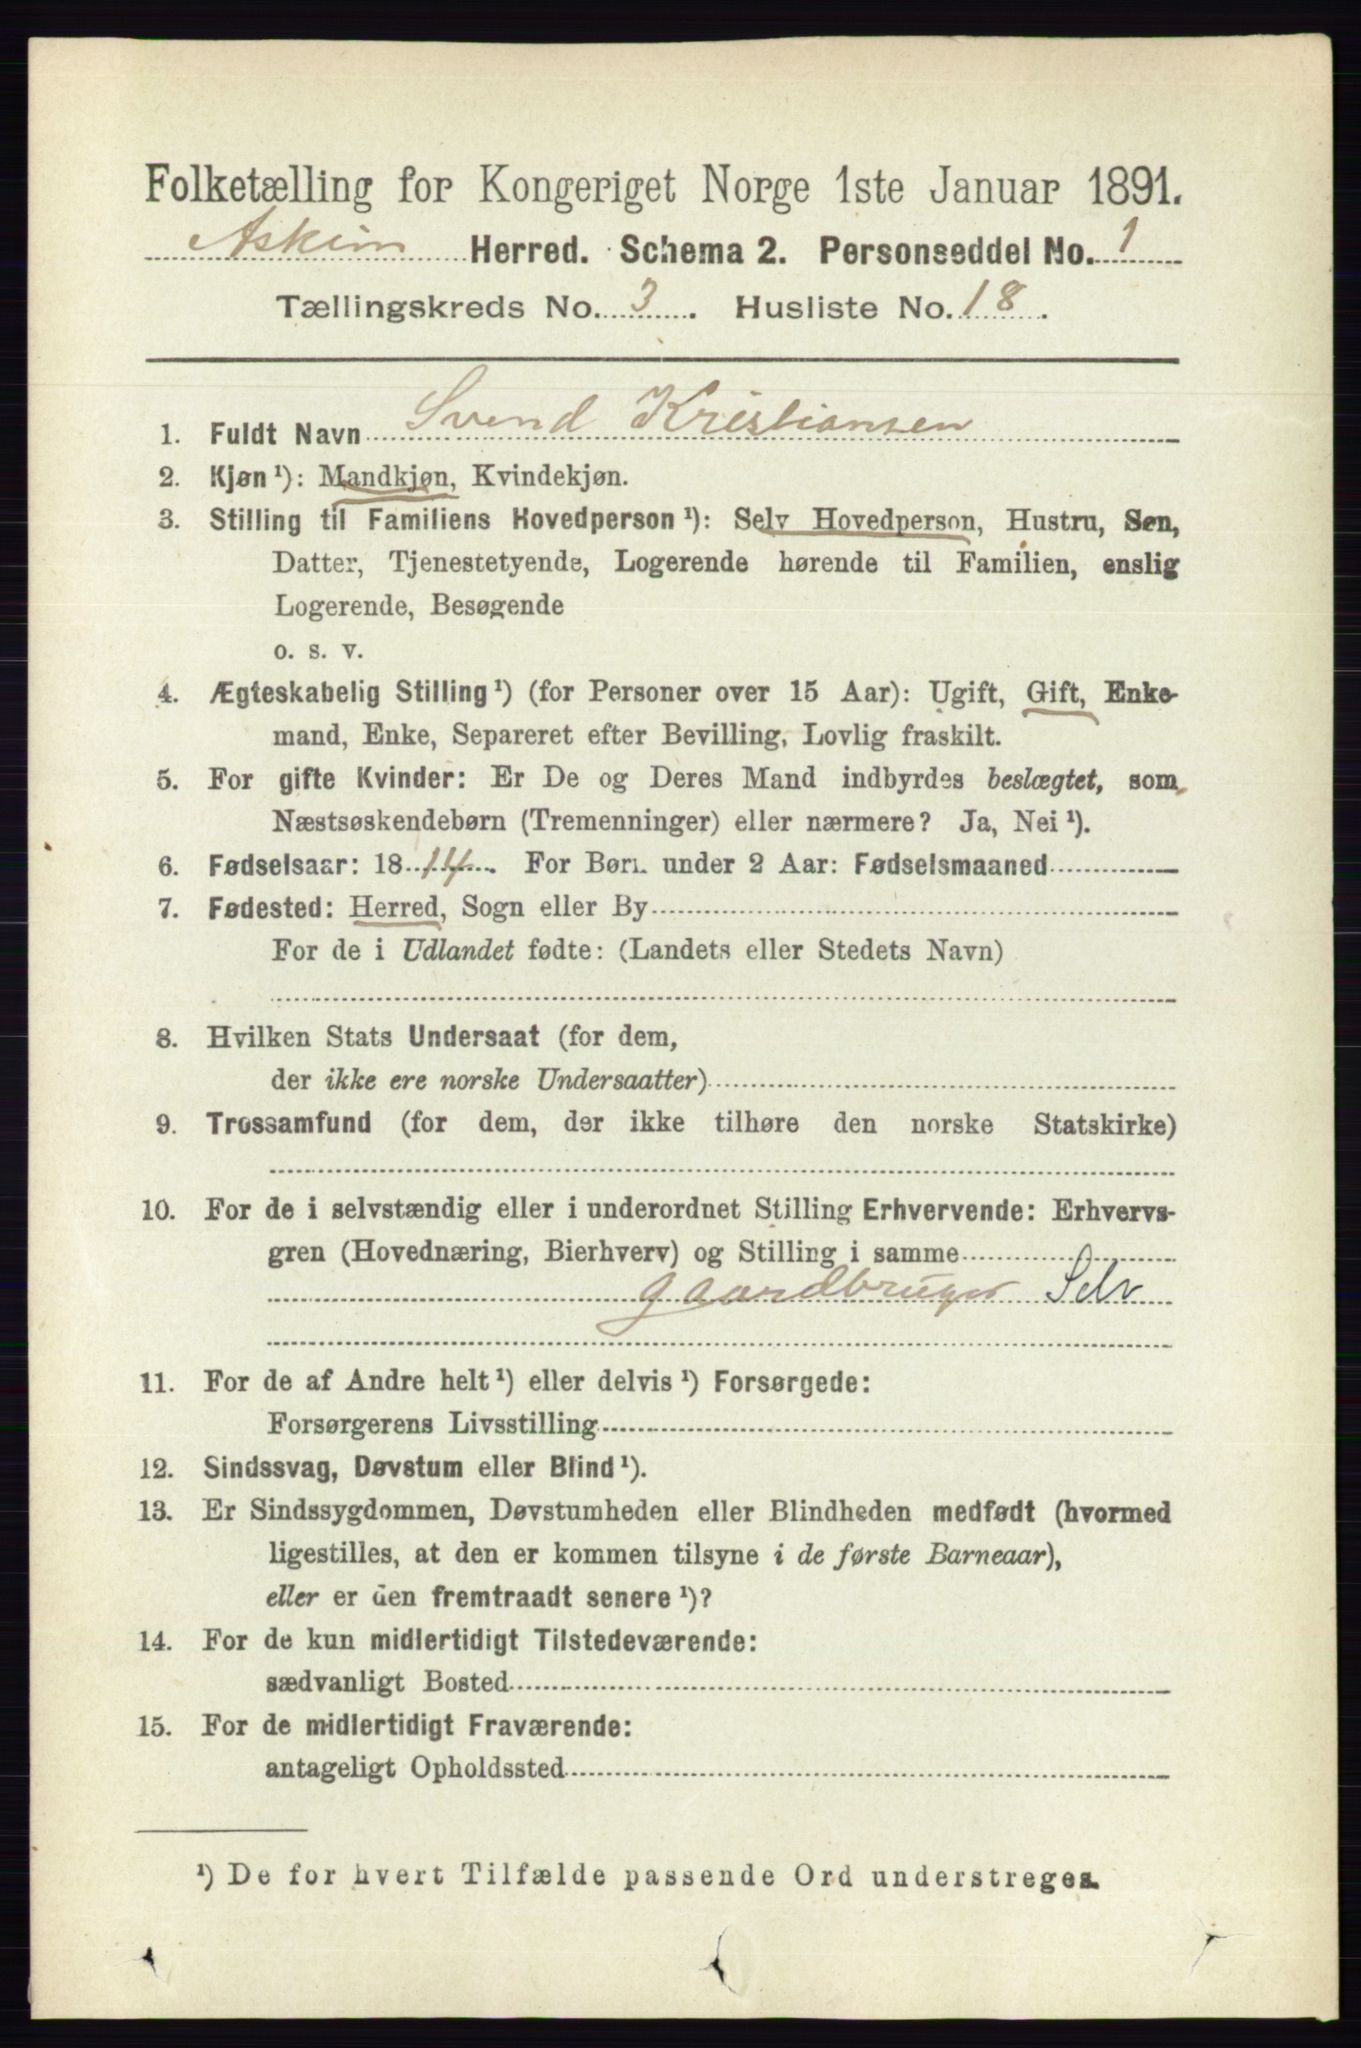 Folketælling for Kongeriget Norge 1ste Januar 1891.
Askim Herred. Schema 2. Personseddel No. 1
Tællingskreds No. 3. Husliste No. 18.
1. Fuldt Navn Svend Kristiansen
2. Kjøn ¹): Mandkjøn, Kvindekjøn.
3. Stilling til Familiens Hovedperson ¹): Selv Hovedperson, Hustru, Søn,
Datter, Tjenestetyende, Logerende hørende til Familien, enslig
Logerende, Besøgende
o. s. v.
4. Ægteskabelig Stilling ¹) (for Personer over 15 Aar): Ugift, Gift, Enke-
mand, Enke, Separeret efter Bevilling, Lovlig fraskilt.
5. For gifte Kvinder: Er De og Deres Mand indbyrdes beslægtet, som
Næstsøskendebørn (Tremenninger) eller nærmere? Ja, Nei ¹).
6. Fødselsaar: 1814. For Børn under 2 Aar: Fødselsmaaned
7. Fødested: Herred, Sogn eller By
For de i Udlandet fødte: (Landets eller Stedets Navn)
8. Hvilken Stats Undersaat (for dem,
der ikke ere norske Undersaatter)
9. Trossamfund (for dem, der ikke tilhøre den norske Statskirke)
10. For de i selvstændig eller i underordnet Stilling Erhvervende: Erhvervs-
gren (Hovednæring, Bierhverv) og Stilling i samme
gaardbruger Selv
11. For de af Andre helt ¹) eller delvis ¹) Forsørgede:
Forsørgerens Livsstilling
12. Sindssvag, Døvstum eller Blind ¹).
13. Er Sindssygdommen, Døvstumheden eller Blindheden medfødt (hvormed
ligestilles, at den er kommen tilsyne i de første Barneaar),
eller er den fremtraadt senere ¹)?
14. For de kun midlertidigt Tilstedeværende:
sædvanligt Bosted
15. For de midlertidigt Fraværende:
antageligt Opholdssted
¹) De for hvert Tilfælde passende Ord understreges.